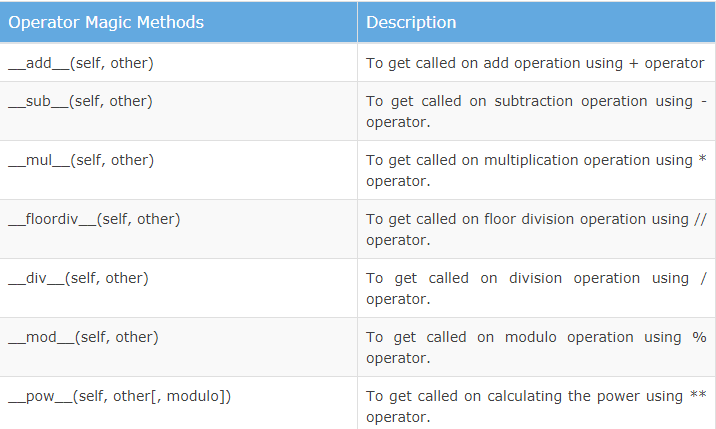 Operator Magic Methods Description
__add__(self, other) To get called on add operation using + operator
__sub__(self, other) To get called on subtraction operation using -
operator.
__mul__(self, other) To get called on multiplication operation using *
operator.
__floordiv__(self, other) To get called on floor division operation using //
operator.
__div__(self, other) To get called on division operation using /
operator.
__mod__(self, other) To get called on modulo operation using %
operator.
__pow__(self, other[, modulo]) To get called on calculating the power using **
operator.